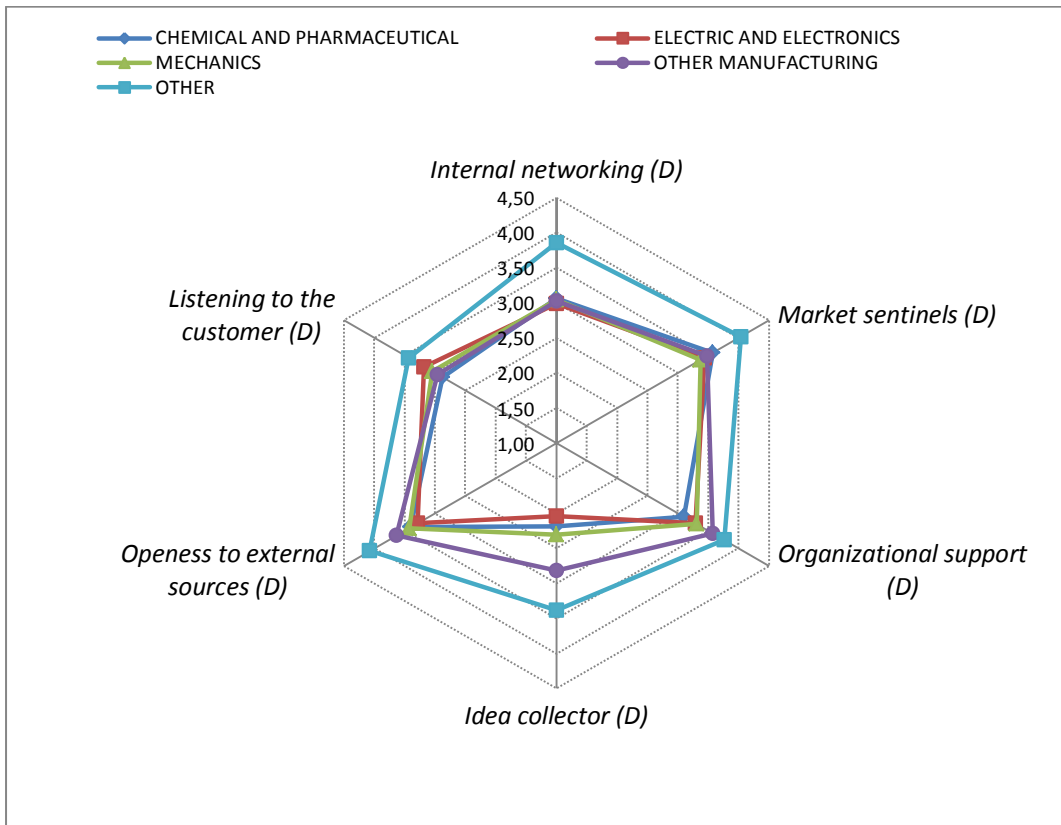 CHEMICAL AND PHARMACEUTICAL
ELECTRIC AND ELECTRONICS
MECHANICS
OTHER MANUFACTURING
OTHER
Internal networking (D)
4,50
4,00
3,50
3,00
2,50
2,00
1,50
1,00
Market sentinels (D)
Organizational support
(D)
Idea collector (D)
Openess to external
sources (D)
Listening to the
customer (D)